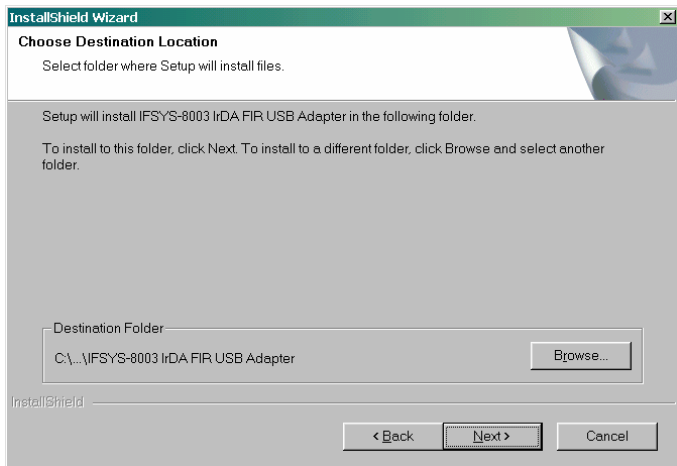 InstallShield Wizard
Choose Destination Location
Select folder where Setup will install files.
Setup will install IFSYS-8003 IrDA FIR USB Adapter in the following folder.
To install to this folder, click Next. To install to a different folder, click Browse and select another
folder.
Destination Folder
C:\...\IFSYS-8003 IrDA FIR USB Adapter
Browse...
InstallShield
< Back
Next >
Cancel